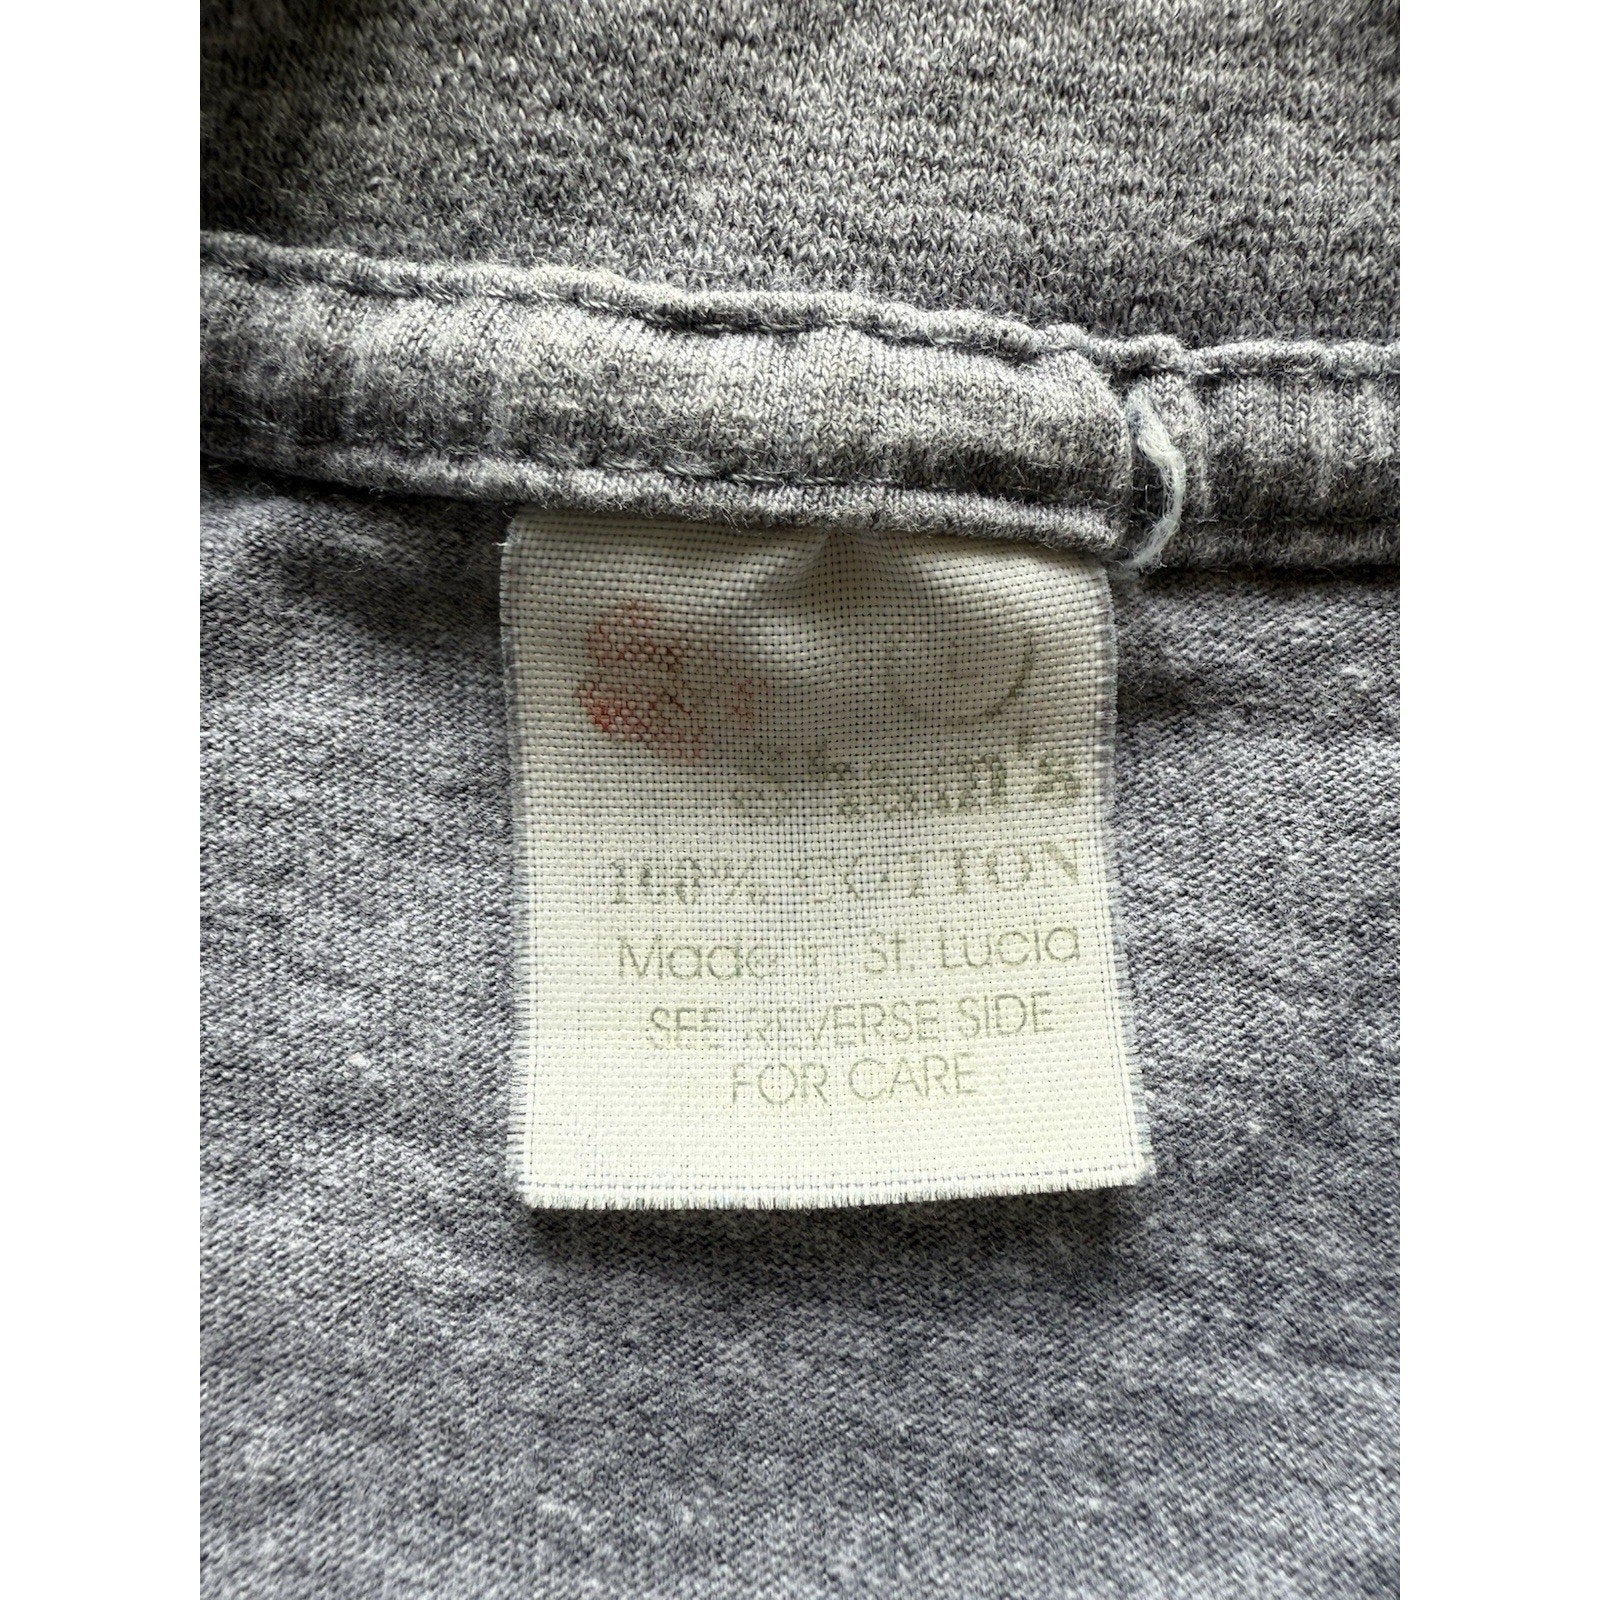 100% COTTON
Made in St. Lucia
SEE REVERSE SIDE
FOR CARE